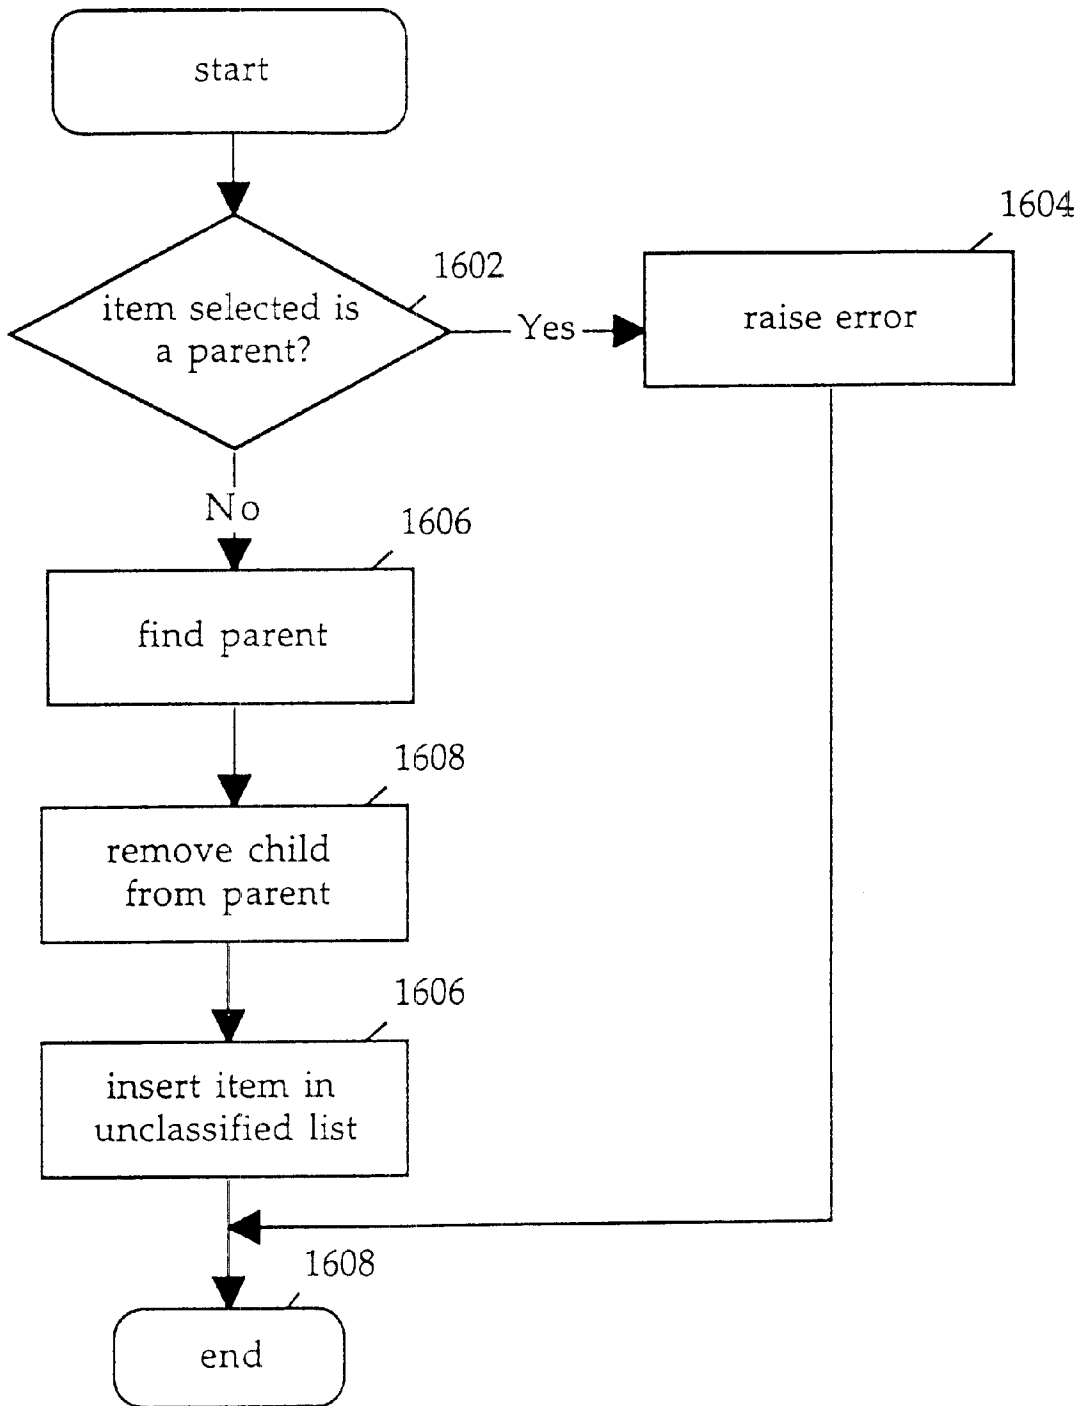 start
1602
item selected is
a parent?
Yes
1604
raise error
No
1606
find parent
1608
remove child
from parent
1606
insert item in
unclassified list
1608
end